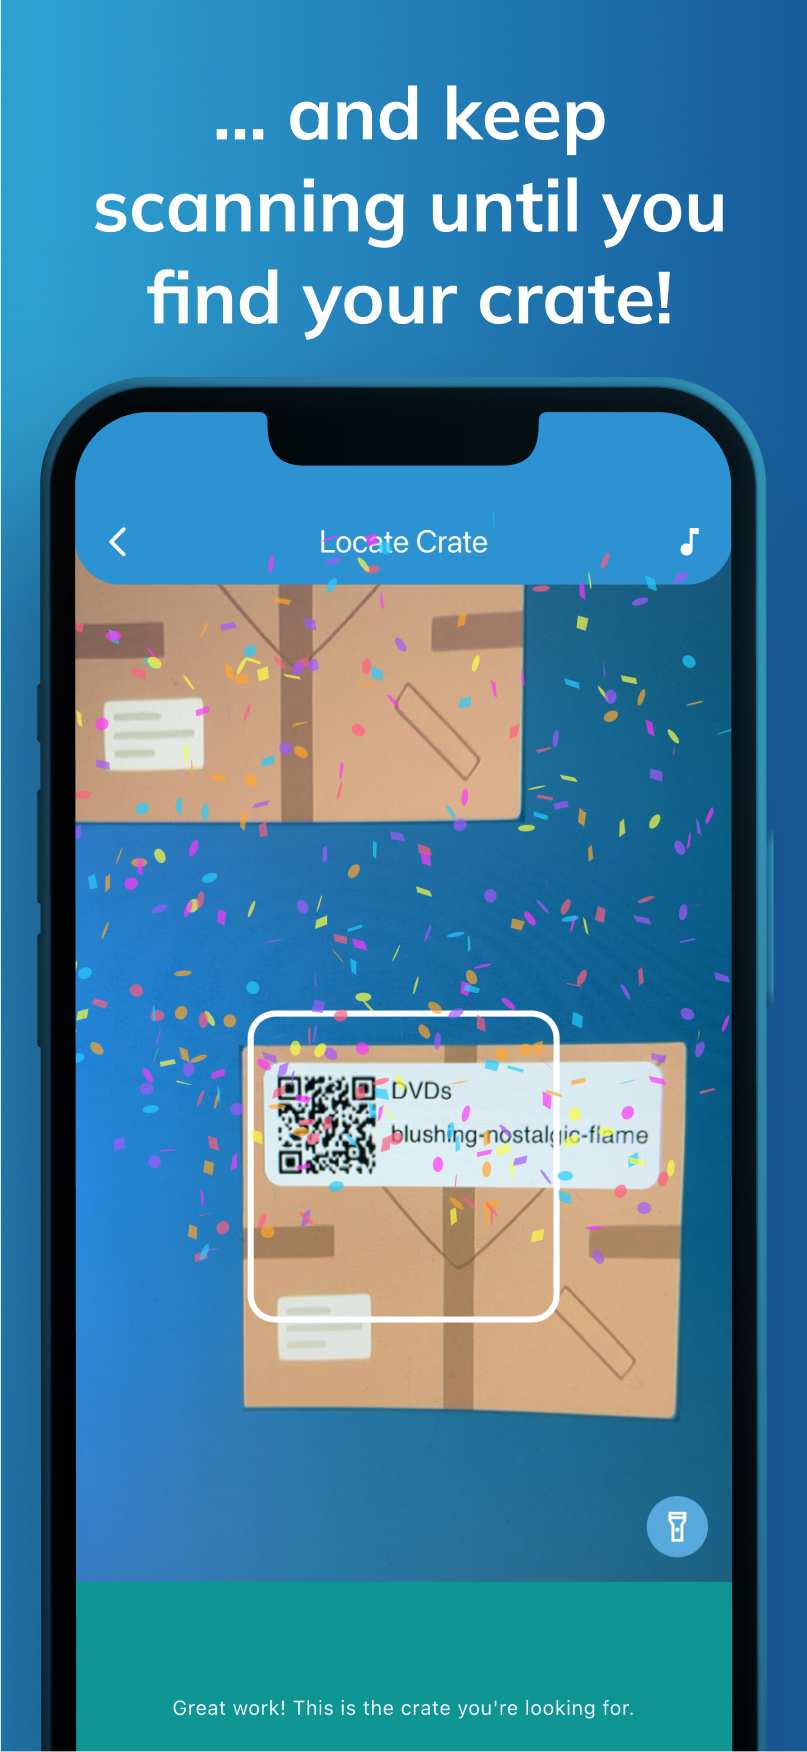 ... and keep
scanning until you
find your crate!
Locate Crate
DVDs
blushing-nostalgic-flame
Great work! This is the crate you're looking for.